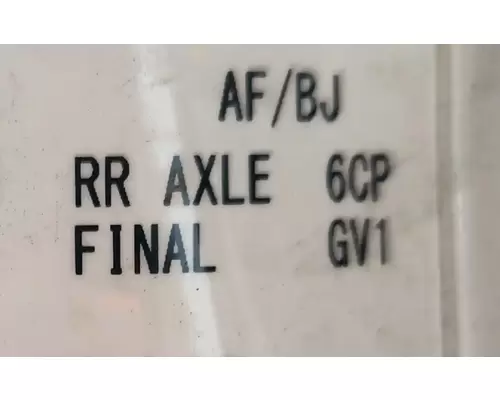 AF/BJ
RR AXLE 6CP
FINAL GV1